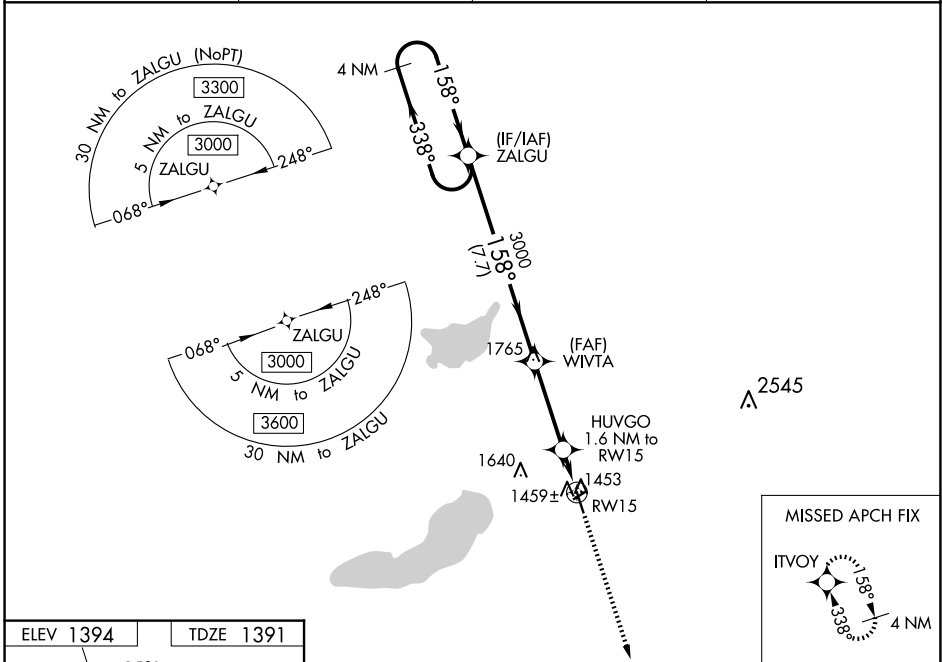 30 NM to ZALGU (NoPT)
3300
5 NM to ZALGU
3000
ZALGU
248°
068°
4 NM
158°
338°
(IF/IAF)
ZALGU
3000
158°
(7.7)
248°
068°
ZALGU
3000
5 NM to ZALGU
3600
30 NM to ZALGU
1765
(FAF)
WIVTA
2545
HUVGO
1.6 NM to
RW15
1640
1453
1459±
RW15
MISSED APCH FIX
ITVOY
158°
338°
4 NM
ELEV 1394
TDZE 1391